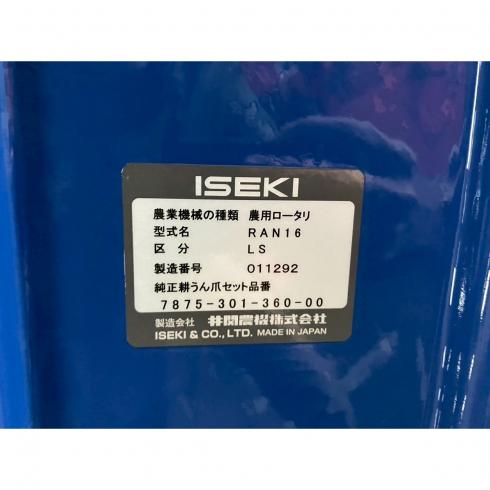 ISEKI
農業機械の種類 農用ロータリ
型式名 RAN16
区分 LS
製造番号 011292
純正耕うん爪セット品番
7875-301-360-00
製造会社 井関農機株式会社
ISEKI & CO., LTD. MADE IN JAPAN